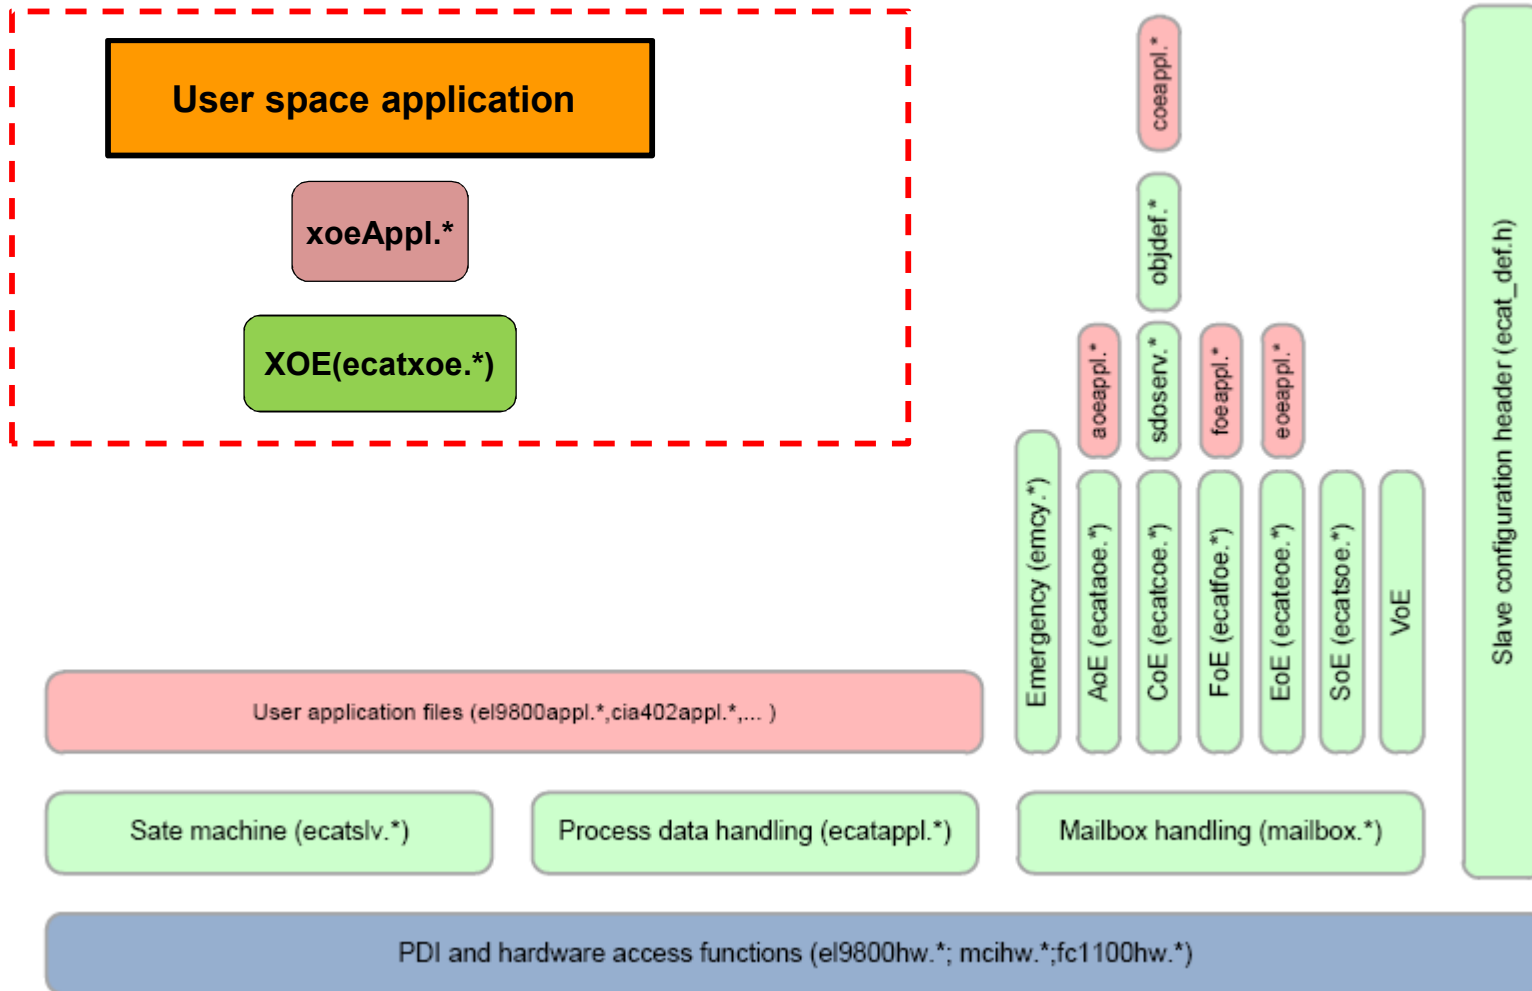 User space application
xoeAppl.*
XOE(ecatxoe.*)
coeappl.*
objdef.*
aoeappl.*
sdoserv.*
foeappl.*
eoeappl.*
Emergency (emcy.*)
AoE (ecataoe.*)
CoE (ecatcoe.*)
FoE (ecatfoe.*)
EoE (ecateoe.*)
SoE (ecatsoe.*)
VoE
Slave configuration header (ecat_def.h)
User application files (el9800appl.*,cia402appl.*,... )
Sate machine (ecatslv.*)
Process data handling (ecatappl.*)
Mailbox handling (mailbox.*)
PDI and hardware access functions (el9800hw.*; mcihw.*;fc1100hw.*)